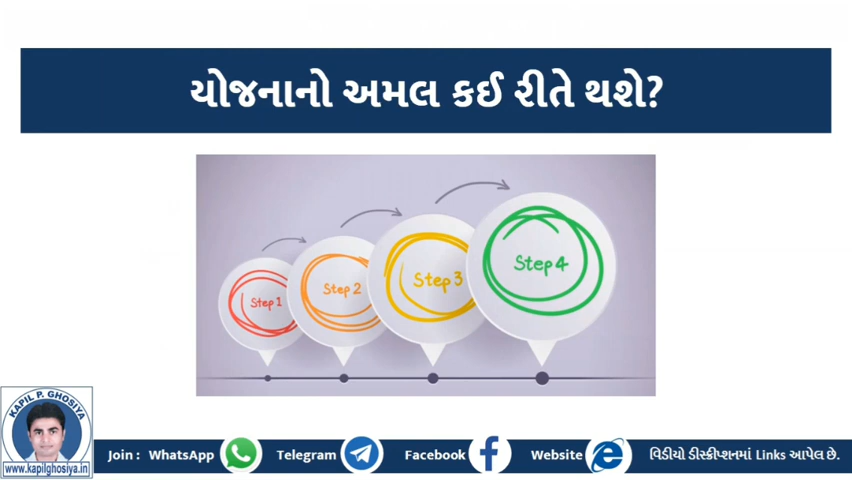 યોજનાનો અમલ કઈ રીતે થશે?
Step 1
Step 2
Step 3
Step 4
KAPIL P. GHOSIYA
www.kapilghosiya.in
Join : WhatsApp Telegram Facebook Website વિડીયો ડીસ્ક્રીપ્શનમાં Links આપેલ છે.